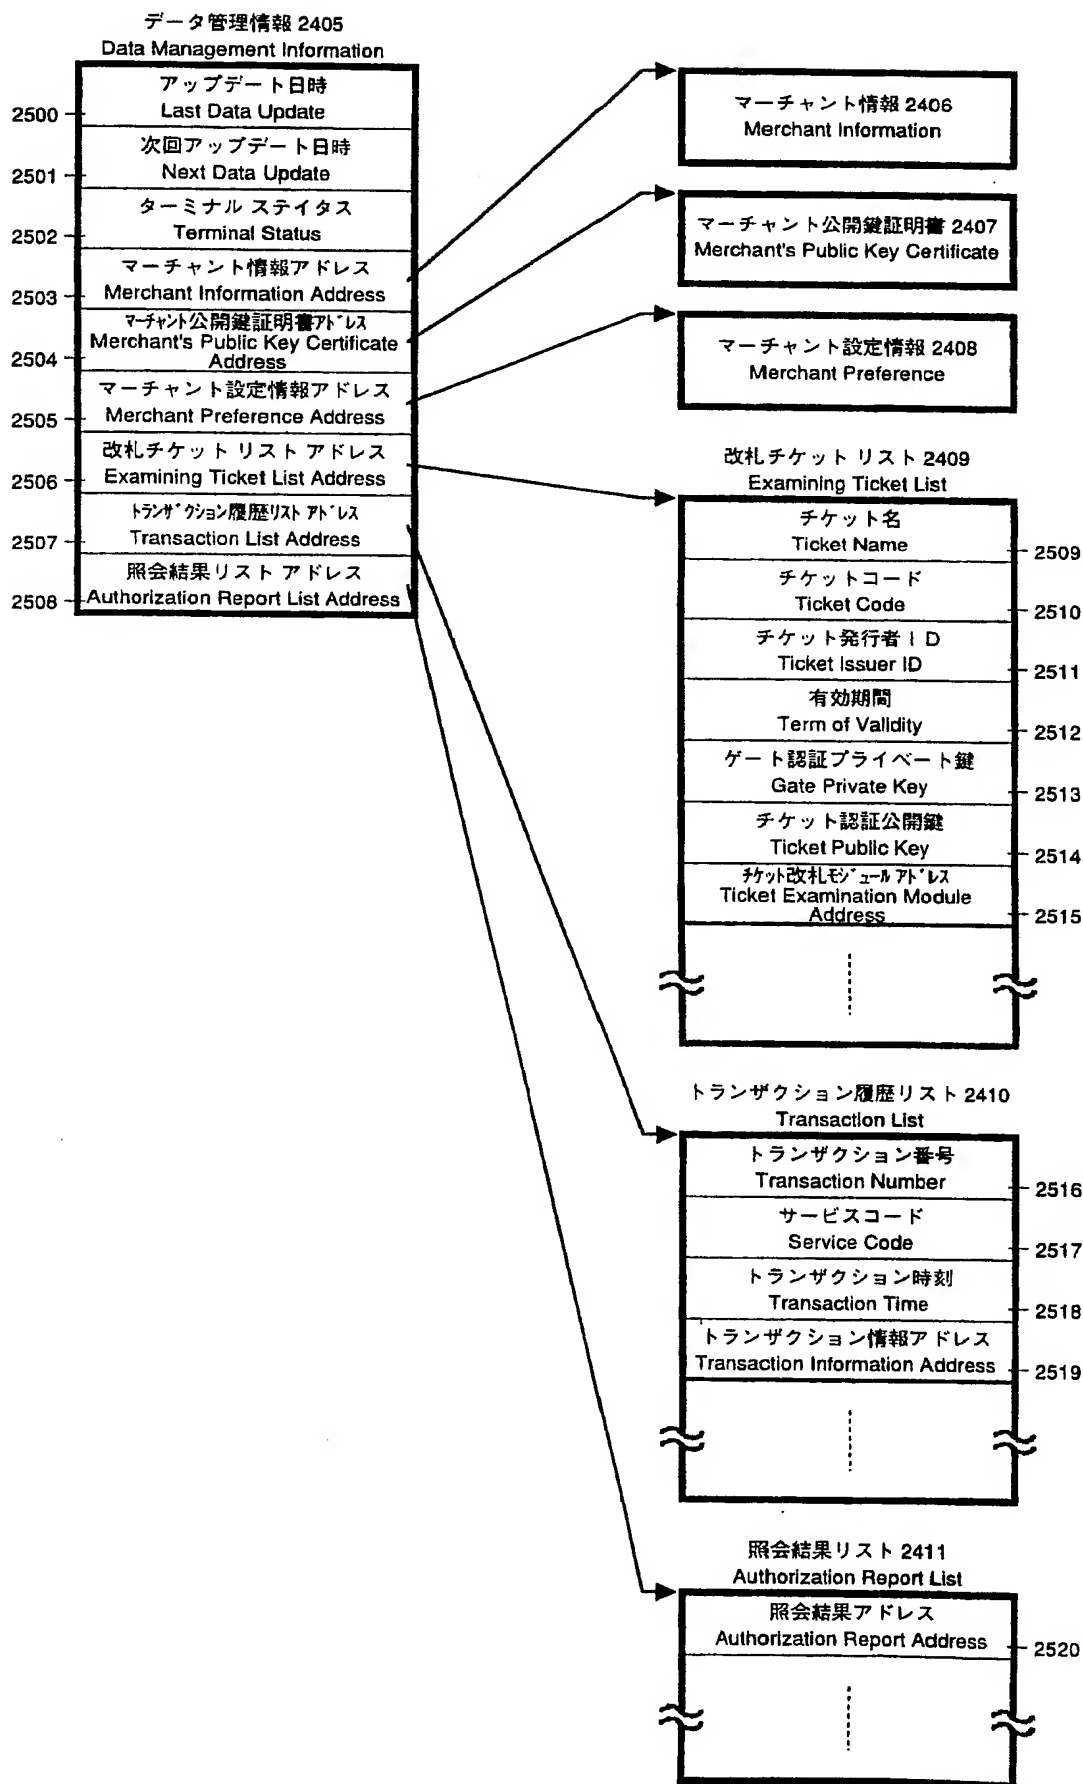 データ管理情報 2405
Data Management Information
アップデート日時
Last Data Update
2500
次回アップデート日時
Next Data Update
2501
ターミナル ステイタス
Terminal Status
2502
マーチャント情報アドレス
Merchant Information Address
2503
マーチャント公開鍵証明書アドレス
Merchant's Public Key Certificate
Address
2504
マーチャント設定情報アドレス
Merchant Preference Address
2505
改札チケット リスト アドレス
Examining Ticket List Address
2506
トランザクション履歴リスト アドレス
Transaction List Address
2507
照会結果リスト アドレス
Authorization Report List Address
2508
マーチャント情報 2406
Merchant Information
マーチャント公開鍵証明書 2407
Merchant's Public Key Certificate
マーチャント設定情報 2408
Merchant Preference
改札チケット リスト 2409
Examining Ticket List
チケット名
Ticket Name
2509
チケットコード
Ticket Code
2510
チケット発行者ID
Ticket Issuer ID
2511
有効期間
Term of Validity
2512
ゲート認証プライベート鍵
Gate Private Key
2513
チケット認証公開鍵
Ticket Public Key
2514
チケット改札モジュール アドレス
Ticket Examination Module
Address
2515
トランザクション履歴リスト 2410
Transaction List
トランザクション番号
Transaction Number
2516
サービスコード
Service Code
2517
トランザクション時刻
Transaction Time
2518
トランザクション情報アドレス
Transaction Information Address
2519
照会結果リスト 2411
Authorization Report List
照会結果アドレス
Authorization Report Address
2520